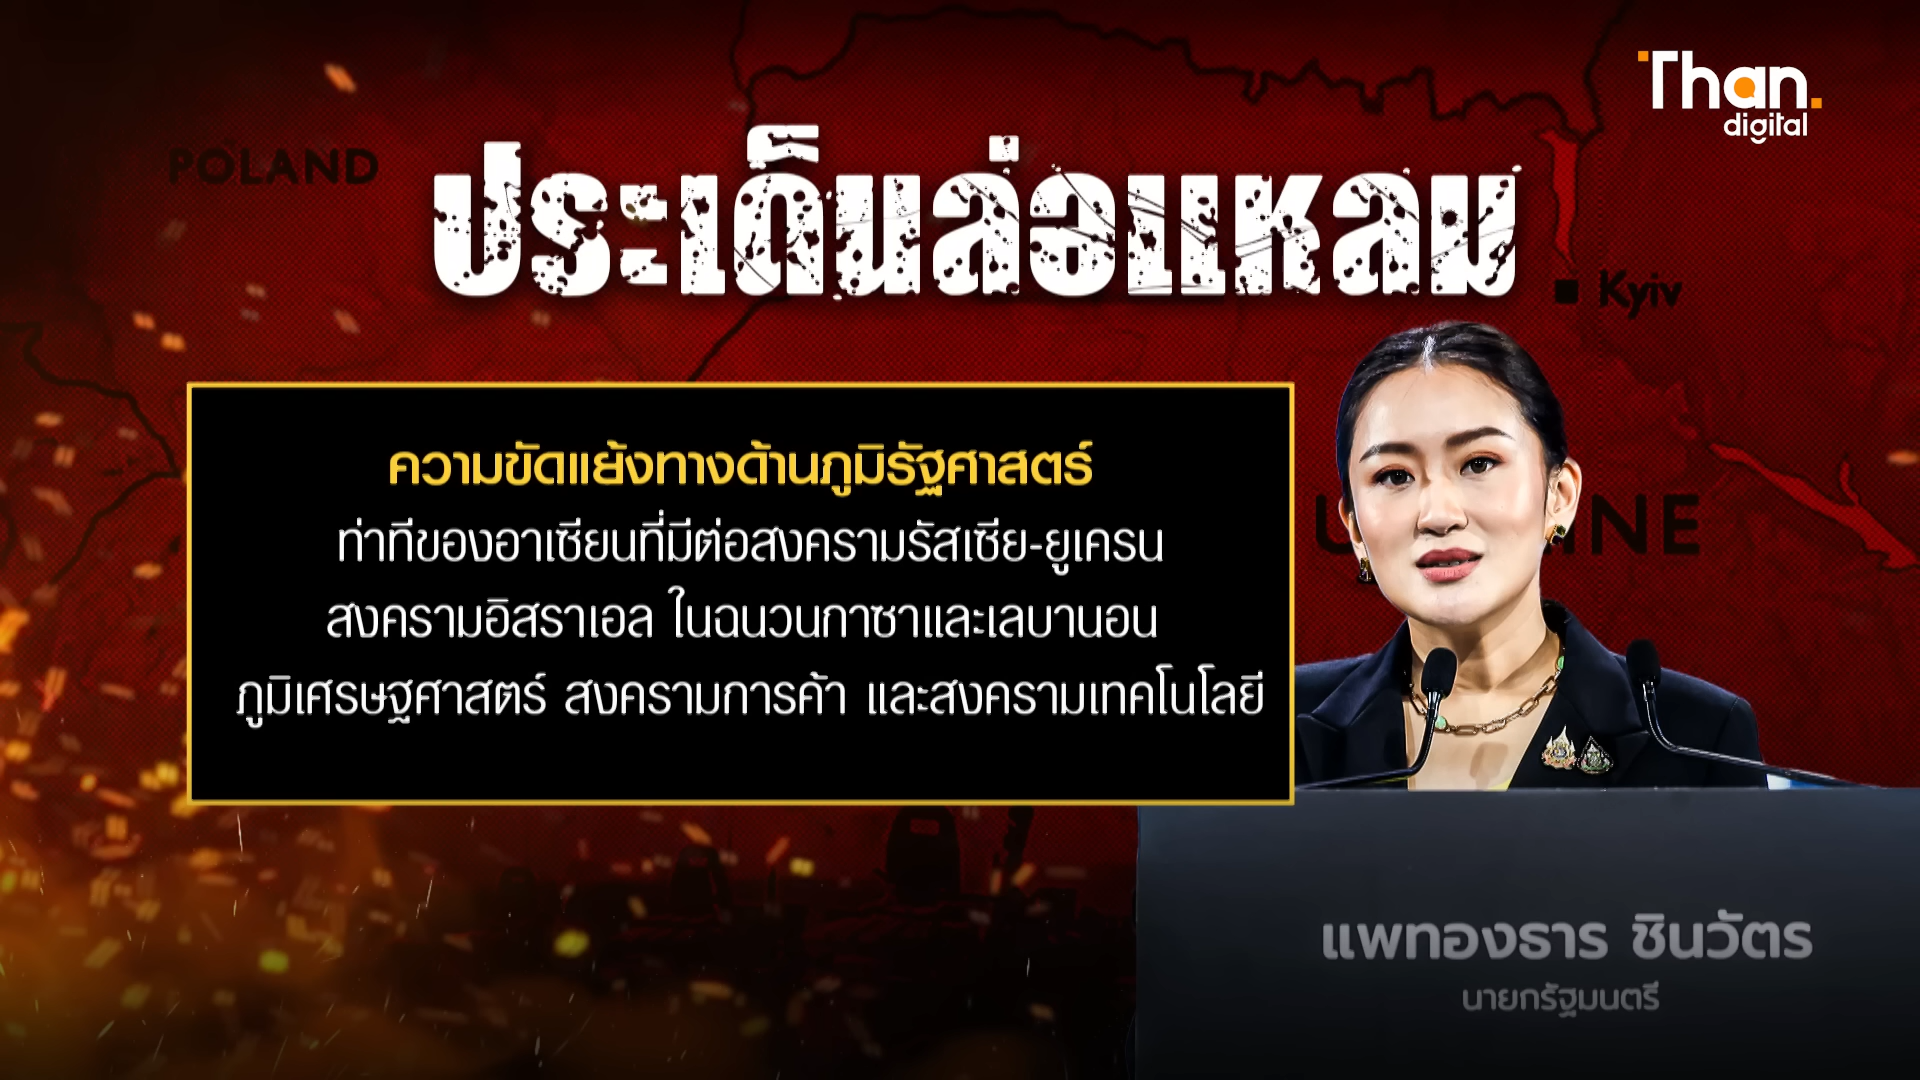 Than.
digital
POLAND
ประเด็นล่อแหลม
Kyiv
ความขัดแย้งทางด้านภูมิรัฐศาสตร์
ท่าทีของอาเซียนที่มีต่อสงครามรัสเซีย-ยูเครน
สงครามอิสราเอล ในฉนวนกาซาและเลบานอน
ภูมิเศรษฐศาสตร์ สงครามการค้า และสงครามเทคโนโลยี
U INE
แพทองธาร ชินวัตร
นายกรัฐมนตรี